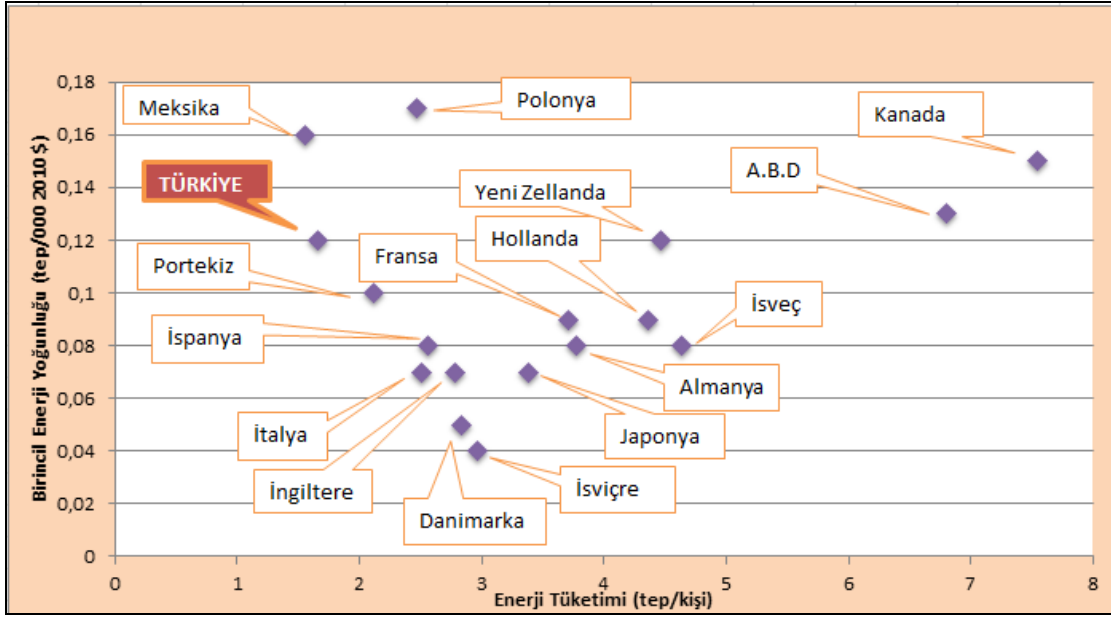 Birincil Enerji Yoğunluğu (tep/000 2010 $)
0,18
0,16
0,14
0,12
0,1
0,08
0,06
0,04
0,02
0
Meksika
Polonya
Kanada
TÜRKİYE
A.B.D
Yeni Zellanda
Hollanda
Fransa
Portekiz
İsveç
İspanya
Almanya
İtalya
Japonya
İngiltere
İsviçre
Danimarka
0 1 2 3 4 5 6 7 8
Enerji Tüketimi (tep/kişi)